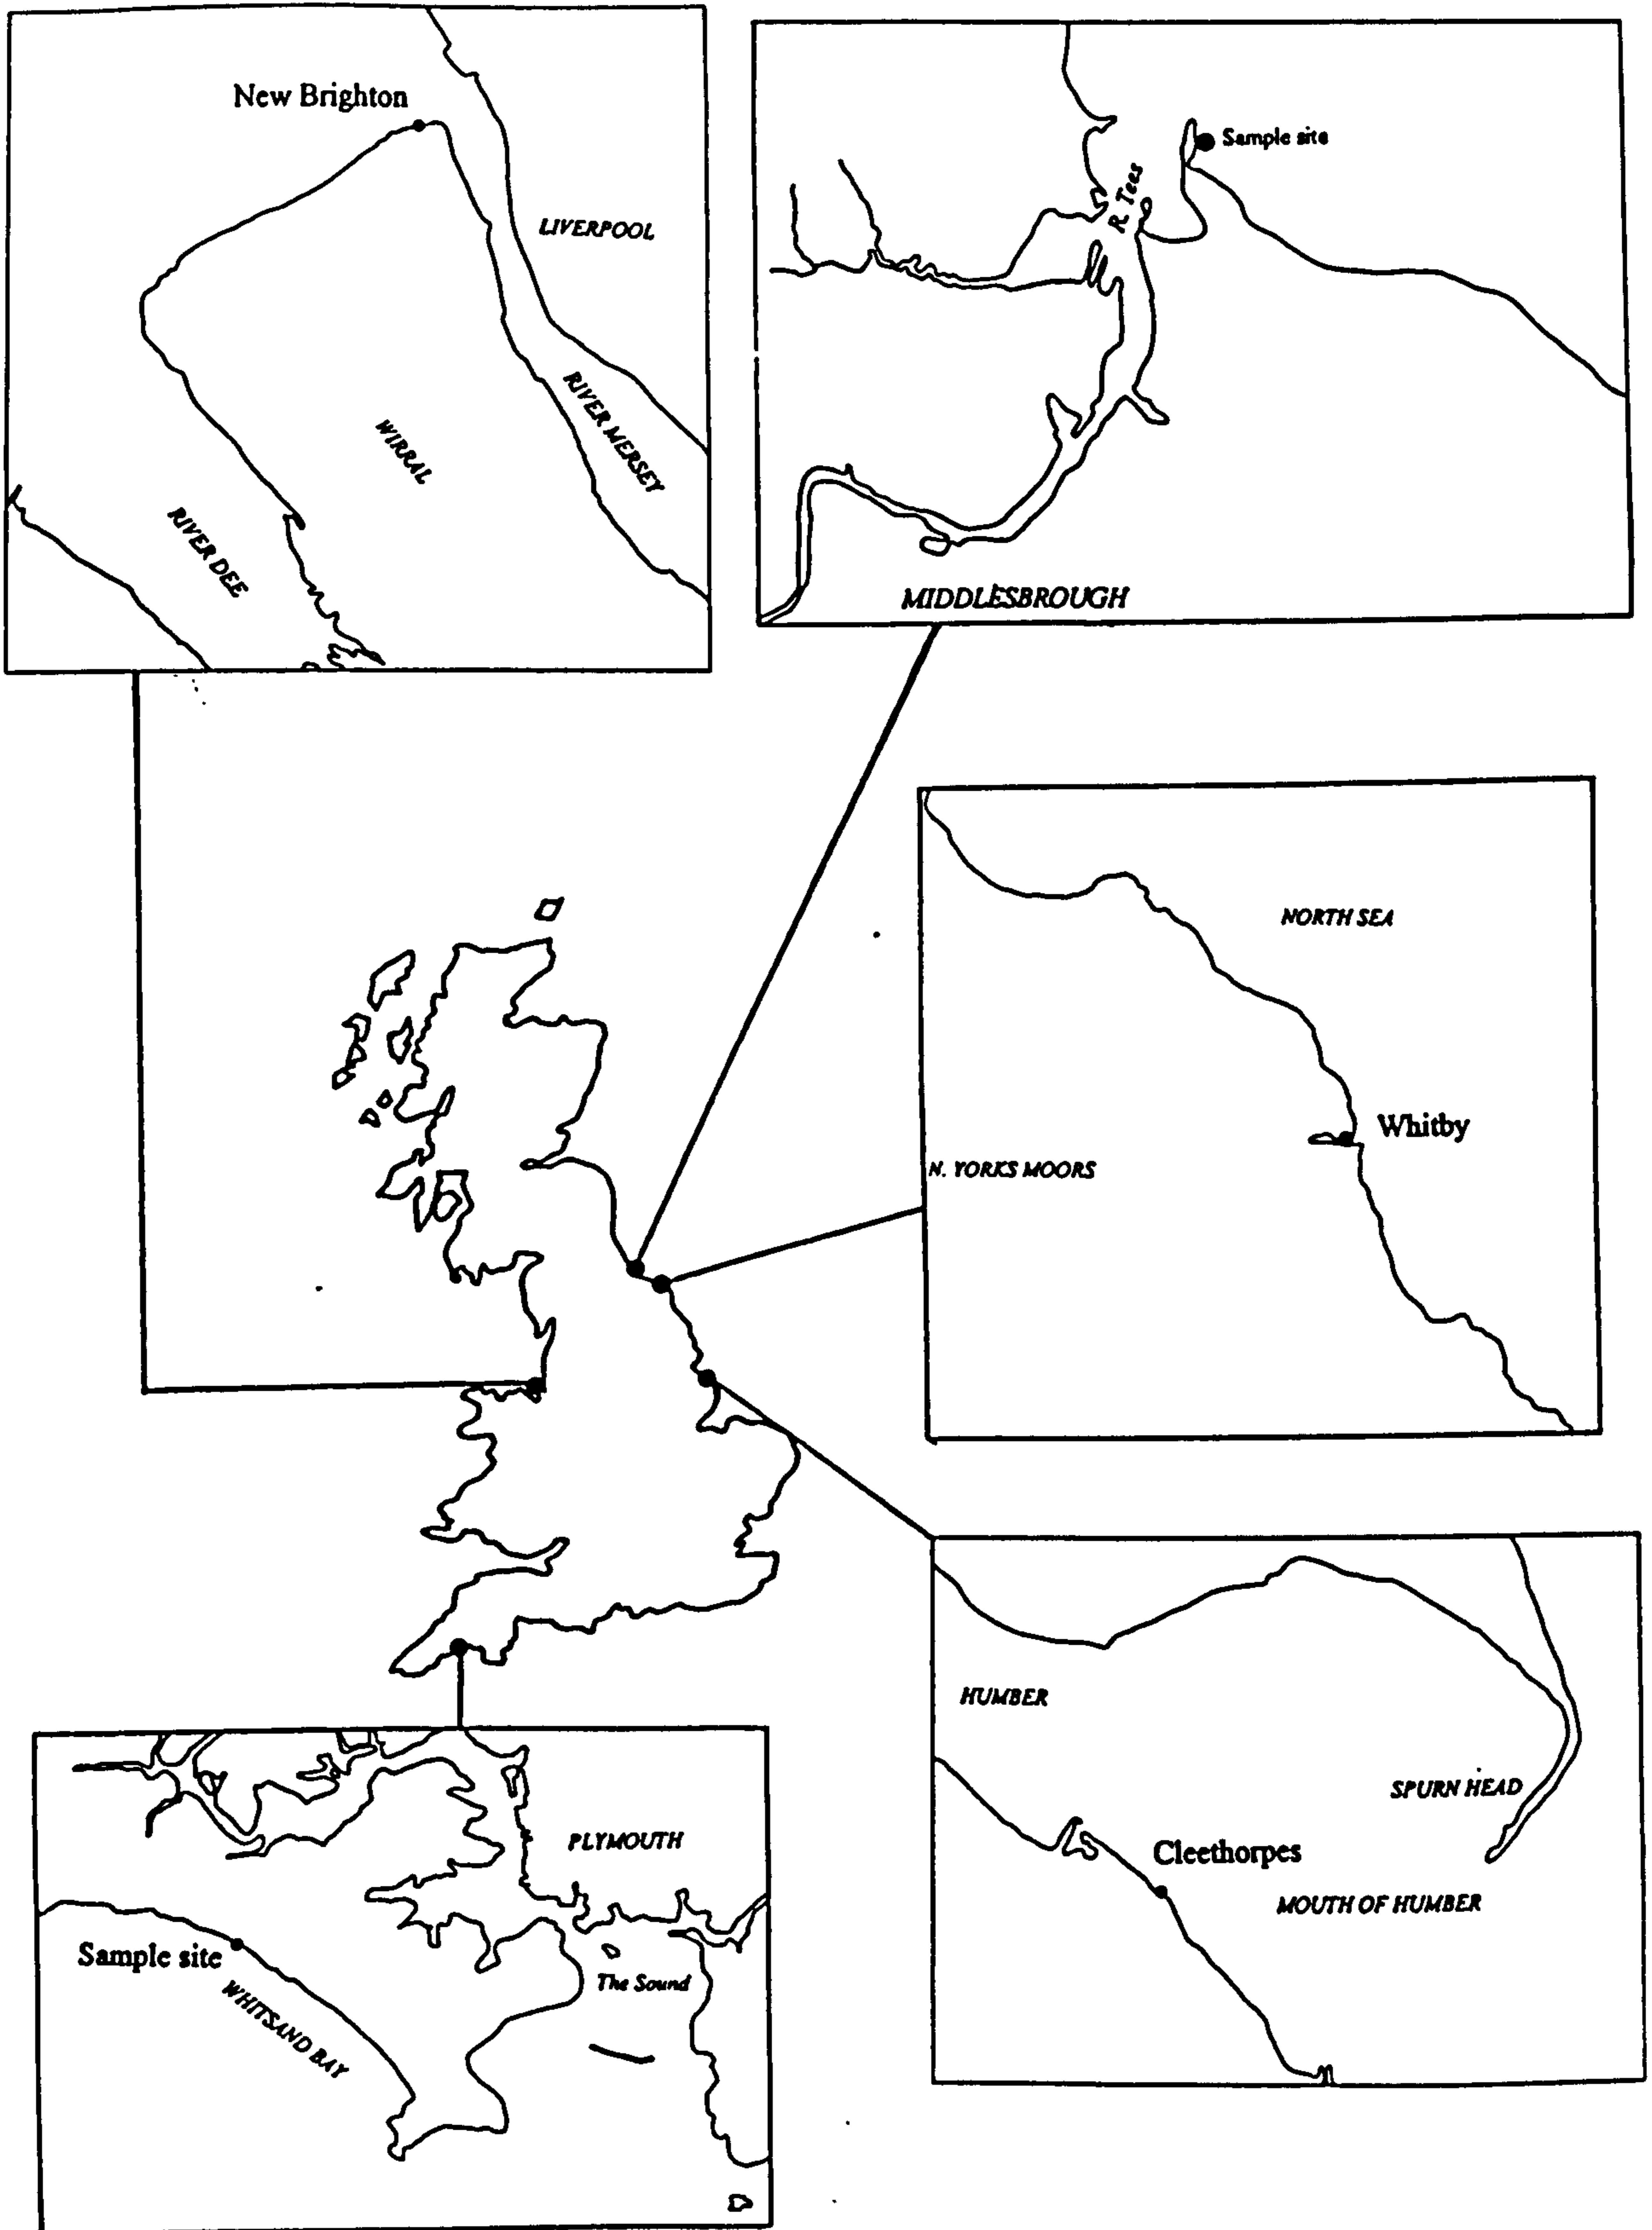 New Brighton
LIVERPOOL
RIVER MERSEY
WIRRAL
RIVER DEE
Sample site
R. Tees
MIDDLESBROUGH
NORTH SEA
Whitby
N. YORKS MOORS
HUMBER
SPURN HEAD
Cleethorpes
MOUTH OF HUMBER
PLYMOUTH
Sample site
The Sound
WHITSAND BAY